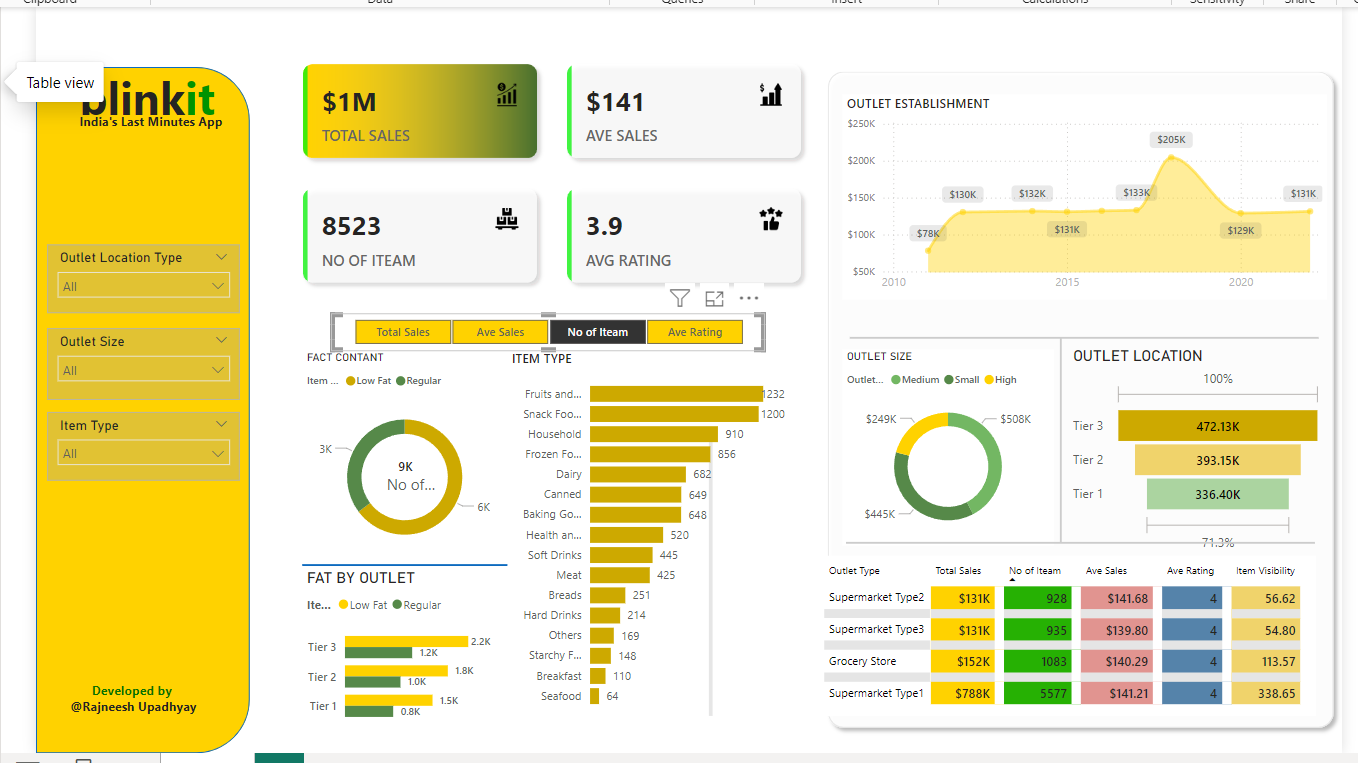 Clipboard
Data
Queries
Insert
Calculations
Sensitivity
Share
Table view
blinkit
India's Last Minutes App
Outlet Location Type
All
Outlet Size
All
Item Type
All
Developed by
@Rajneesh Upadhyay
$1M
TOTAL SALES
$141
AVE SALES
8523
NO OF ITEAM
3.9
AVG RATING
Total Sales
Ave Sales
No of Iteam
Ave Rating
FACT CONTANT
Item ...
Low Fat
Regular
3K
9K
No of...
6K
FAT BY OUTLET
Ite...
Low Fat
Regular
Tier 3
2.2K
1.2K
Tier 2
1.8K
1.0K
Tier 1
1.5K
0.8K
ITEM TYPE
Fruits and... 1232
Snack Foo... 1200
Household 910
Frozen Fo... 856
Dairy 682
Canned 649
Baking Go... 648
Health an... 520
Soft Drinks 445
Meat 425
Breads 251
Hard Drinks 214
Others 169
Starchy F... 148
Breakfast 110
Seafood 64
OUTLET ESTABLISHMENT
$250K
$200K
$150K
$100K
$50K
$78K
$130K
$132K
$131K
$133K
$205K
$129K
$131K
2010
2015
2020
OUTLET SIZE
Outlet...
Medium
Small
High
$249K
$508K
$445K
OUTLET LOCATION
100%
Tier 3 472.13K
Tier 2 393.15K
Tier 1 336.40K
71.3%
Outlet Type Total Sales No of Iteam Ave Sales Ave Rating Item Visibility
Supermarket Type2 $131K 928 $141.68 4 56.62
Supermarket Type3 $131K 935 $139.80 4 54.80
Grocery Store $152K 1083 $140.29 4 113.57
Supermarket Type1 $788K 5577 $141.21 4 338.65